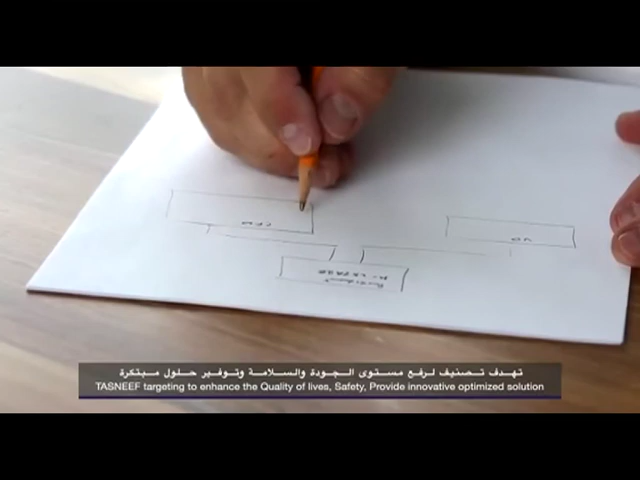 تهدف تصنيف لرفع مستوى الجودة والسلامة وتوفير حلول مبتكرة
TASNEEF targeting to enhance the Quality of lives, Safety, Provide innovative optimized solution